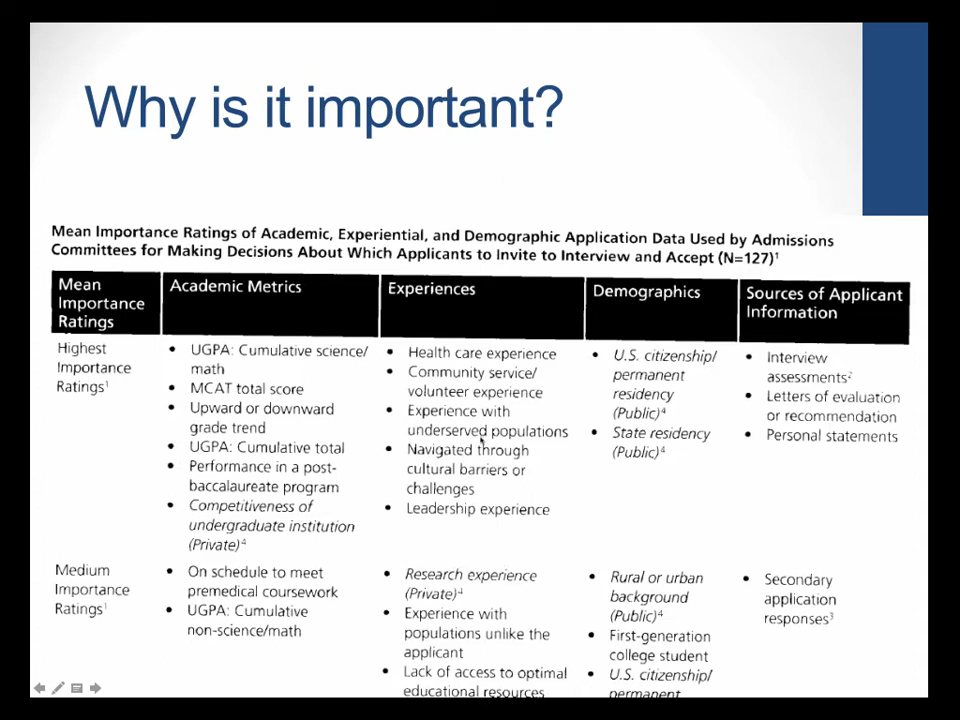 Why is it important?
Mean Importance Ratings of Academic, Experiential, and Demographic Application Data Used by Admissions
Committees for Making Decisions About Which Applicants to Invite to Interview and Accept (N=127)¹
Mean
Importance
Ratings
Academic Metrics
Experiences
Demographics
Sources of Applicant
Information
Highest
Importance
Ratings¹
• UGPA: Cumulative science/
math
• MCAT total score
• Upward or downward
grade trend
• UGPA: Cumulative total
• Performance in a post-
baccalaureate program
• Competitiveness of
undergraduate institution
(Private)⁴
• Health care experience
• Community service/
volunteer experience
• Experience with
underserved populations
• Navigated through
cultural barriers or
challenges
• Leadership experience
• U.S. citizenship/
permanent
residency
(Public)⁴
• State residency
(Public)⁴
• Interview
assessments²
• Letters of evaluation
or recommendation
• Personal statements
Medium
Importance
Ratings¹
• On schedule to meet
premedical coursework
• UGPA: Cumulative
non-science/math
• Research experience
(Private)⁴
• Experience with
populations unlike the
applicant
• Lack of access to optimal
educational resources
• Rural or urban
background
(Public)⁴
• First-generation
college student
• U.S. citizenship/
permanent
• Secondary
application
responses³